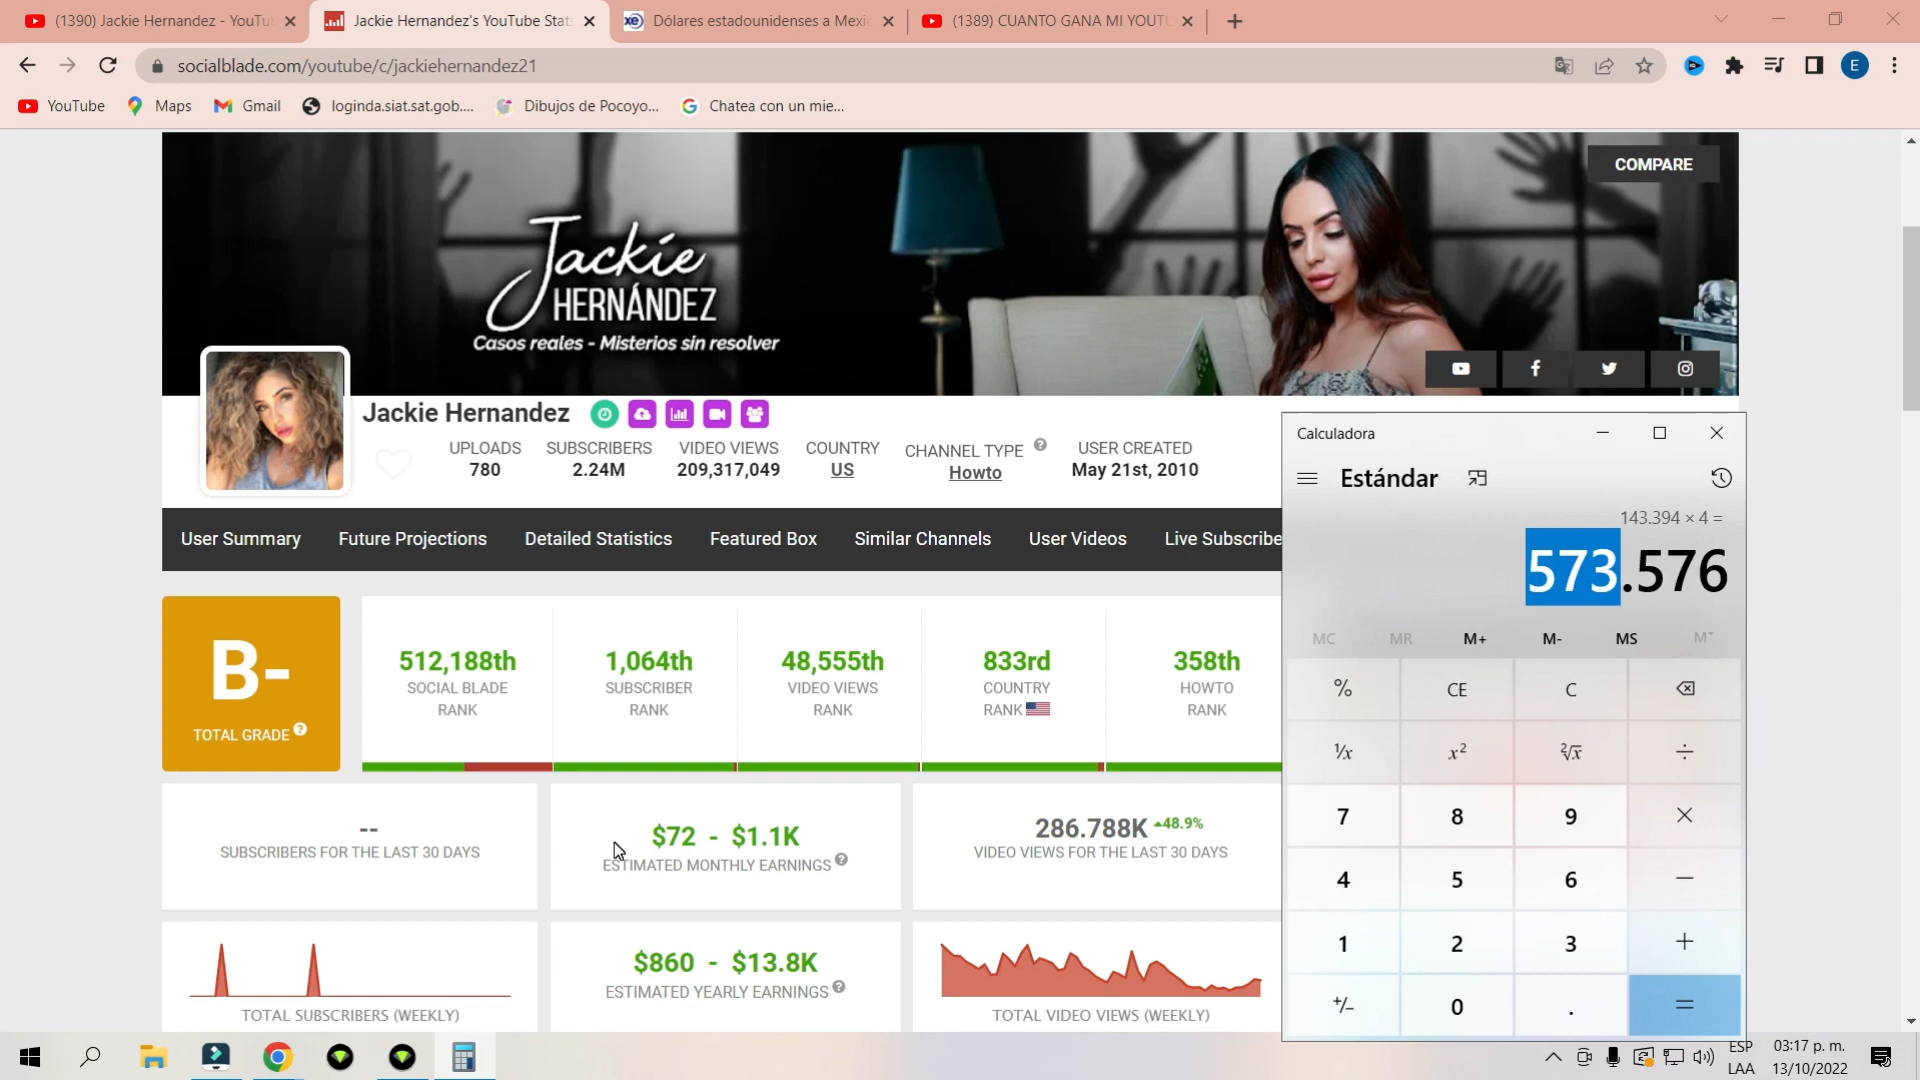 (1390) Jackie Hernandez - YouTu
Jackie Hernandez's YouTube Stat
Dólares estadounidenses a Mexic
(1389) CUANTO GANA MI YOUTU
socialblade.com/youtube/c/jackiehernandez21
E
YouTube
Maps
Gmail
loginda.siat.sat.gob....
Dibujos de Pocoyo...
Chatea con un mie...
COMPARE
Jackie
HERNÁNDEZ
Casos reales - Misterios sin resolver
Jackie Hernandez
UPLOADS
780
SUBSCRIBERS
2.24M
VIDEO VIEWS
209,317,049
COUNTRY
US
CHANNEL TYPE
Howto
USER CREATED
May 21st, 2010
User Summary
Future Projections
Detailed Statistics
Featured Box
Similar Channels
User Videos
Live Subscribe
B-
TOTAL GRADE
512,188th
SOCIAL BLADE
RANK
1,064th
SUBSCRIBER
RANK
48,555th
VIDEO VIEWS
RANK
833rd
COUNTRY
RANK
358th
HOWTO
RANK
--
SUBSCRIBERS FOR THE LAST 30 DAYS
$72 - $1.1K
ESTIMATED MONTHLY EARNINGS
286.788K 48.9%
VIDEO VIEWS FOR THE LAST 30 DAYS
TOTAL SUBSCRIBERS (WEEKLY)
$860 - $13.8K
ESTIMATED YEARLY EARNINGS
TOTAL VIDEO VIEWS (WEEKLY)
Calculadora
Estándar
143.394 × 4 =
573.576
MC MR M+ M- MS M˅
% CE C
⅟x x² ²√x ÷
7 8 9 ×
4 5 6 −
1 2 3 +
+/− 0 . =
ESP
LAA
03:17 p. m.
13/10/2022